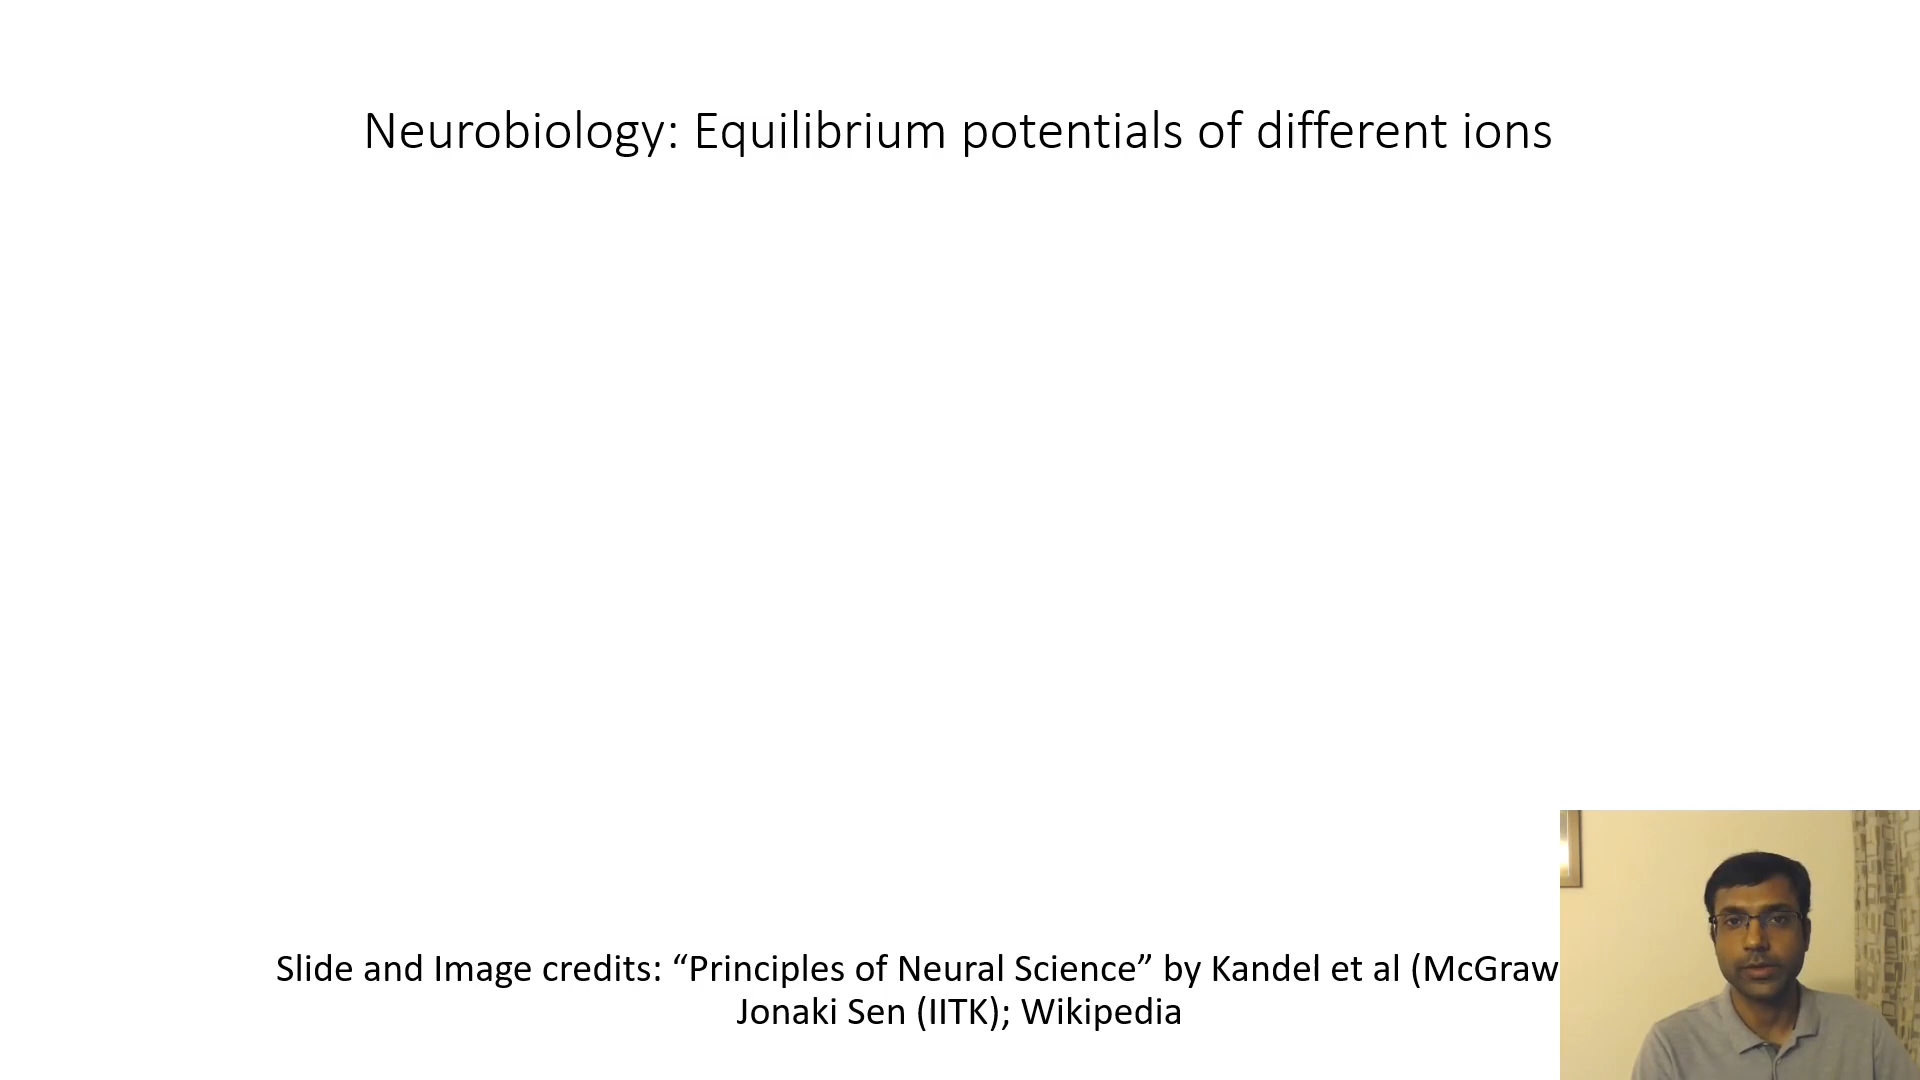 Neurobiology: Equilibrium potentials of different ions
Slide and Image credits: “Principles of Neural Science” by Kandel et al (McGraw
Jonaki Sen (IITK); Wikipedia